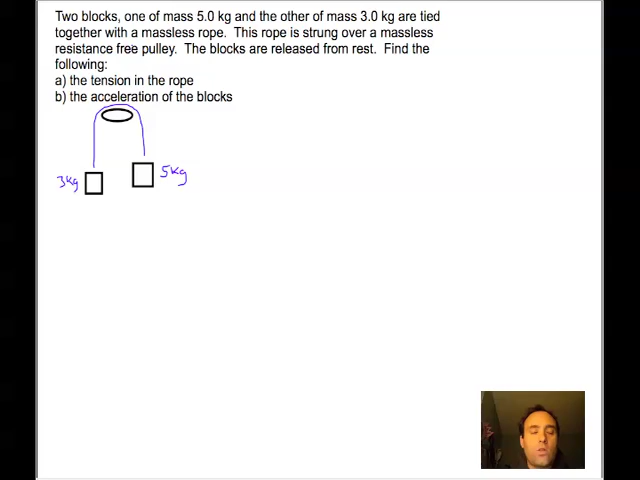 Two blocks, one of mass 5.0 kg and the other of mass 3.0 kg are tied
together with a massless rope. This rope is strung over a massless
resistance free pulley. The blocks are released from rest. Find the
following:
a) the tension in the rope
b) the acceleration of the blocks
3kg
5kg